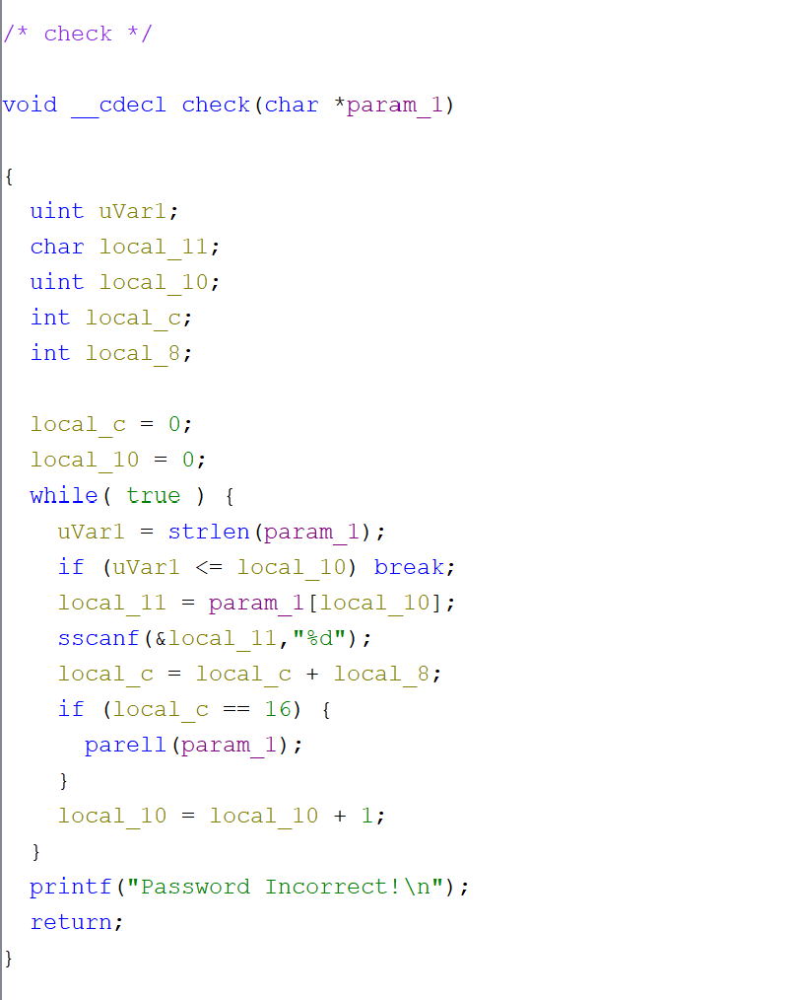 /* check */
void __cdecl check(char *param_1)
{
uint uVar1;
char local_11;
uint local_10;
int local_c;
int local_8;
local_c = 0;
local_10 = 0;
while( true ) {
uVar1 = strlen(param_1);
if (uVar1 <= local_10) break;
local_11 = param_1[local_10];
sscanf(&local_11,"%d");
local_c = local_c + local_8;
if (local_c == 16) {
parell(param_1);
}
local_10 = local_10 + 1;
}
printf("Password Incorrect!\n");
return;
}